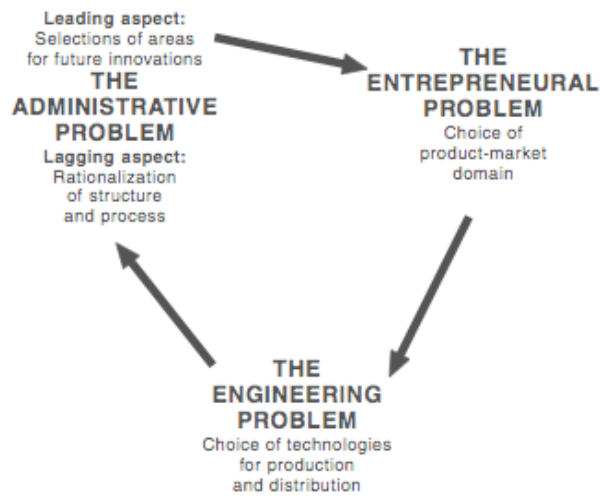 Leading aspect:
Selections of areas
for future innovations
THE
ADMINISTRATIVE
PROBLEM
Lagging aspect:
Rationalization
of structure
and process
THE
ENTREPRENEURAL
PROBLEM
Choice of
product-market
domain
THE
ENGINEERING
PROBLEM
Choice of technologies
for production
and distribution